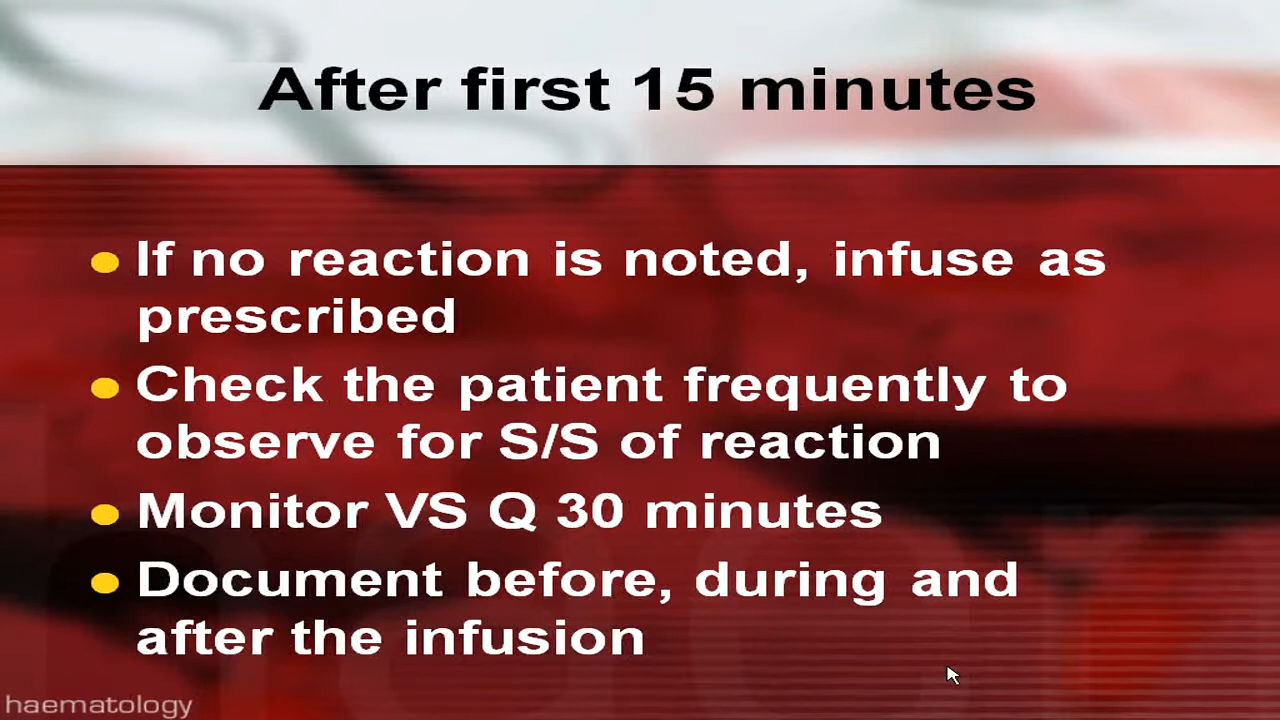 After first 15 minutes
If no reaction is noted, infuse as
prescribed
Check the patient frequently to
observe for S/S of reaction
Monitor VS Q 30 minutes
Document before, during and
after the infusion
haematology